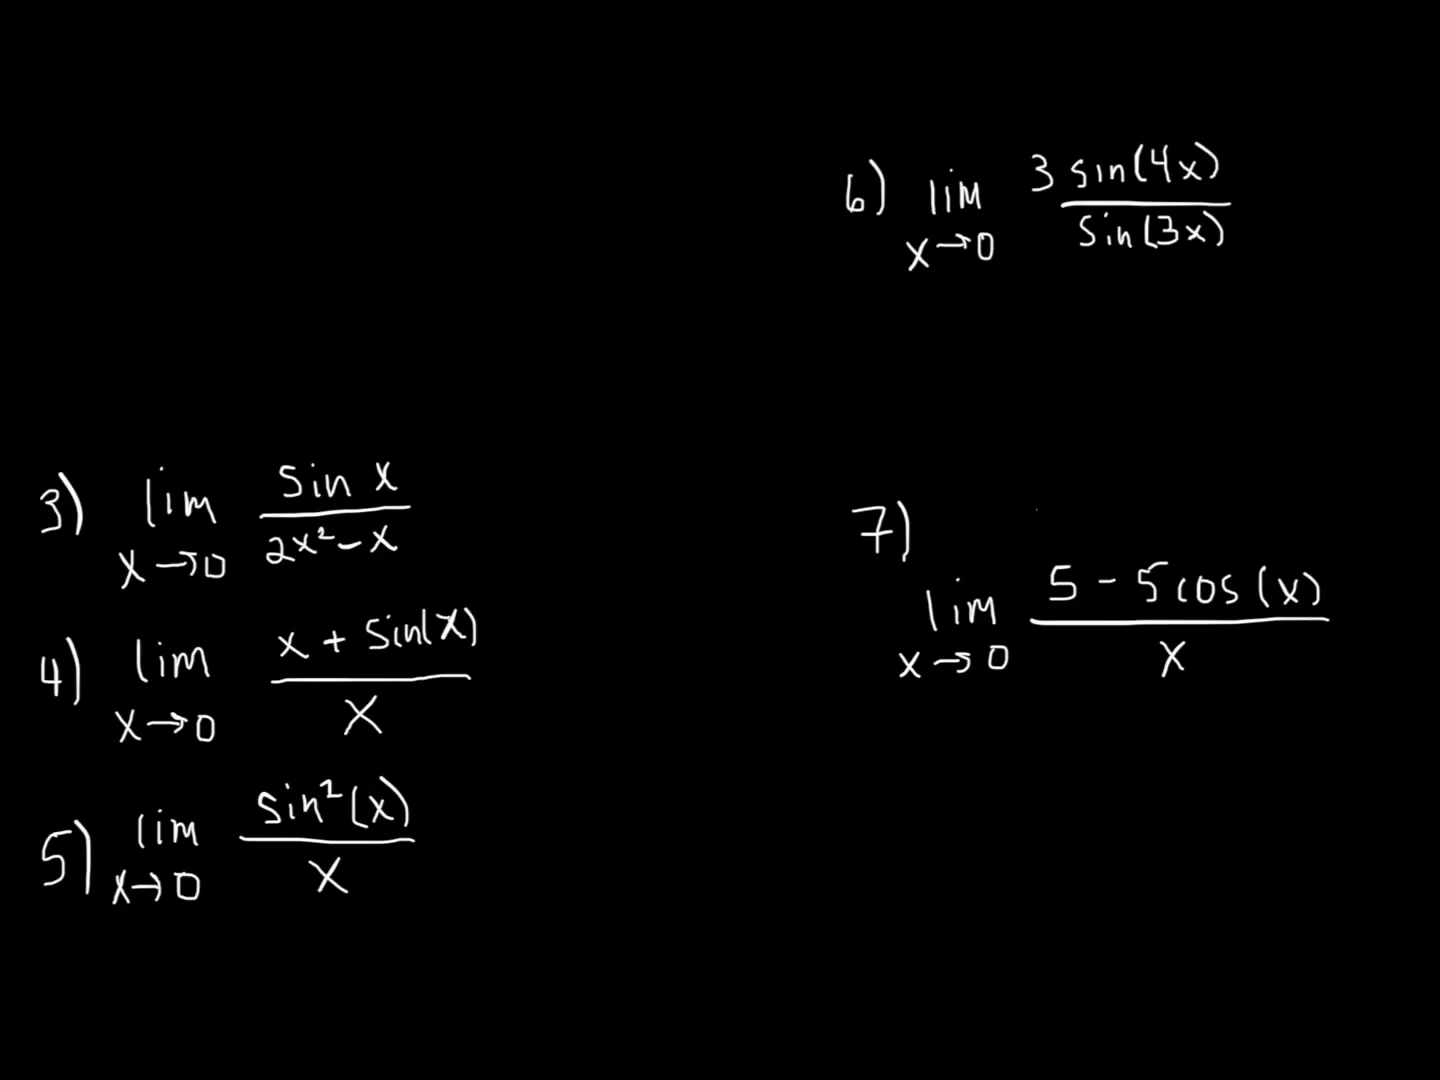 3) lim x→0 sin x / 2x² - x
4) lim x→0 x + sin(x) / x
5) lim x→0 sin²(x) / x
6) lim x→0 3 sin(4x) / sin(3x)
7) lim x→0 5 - 5cos(x) / x